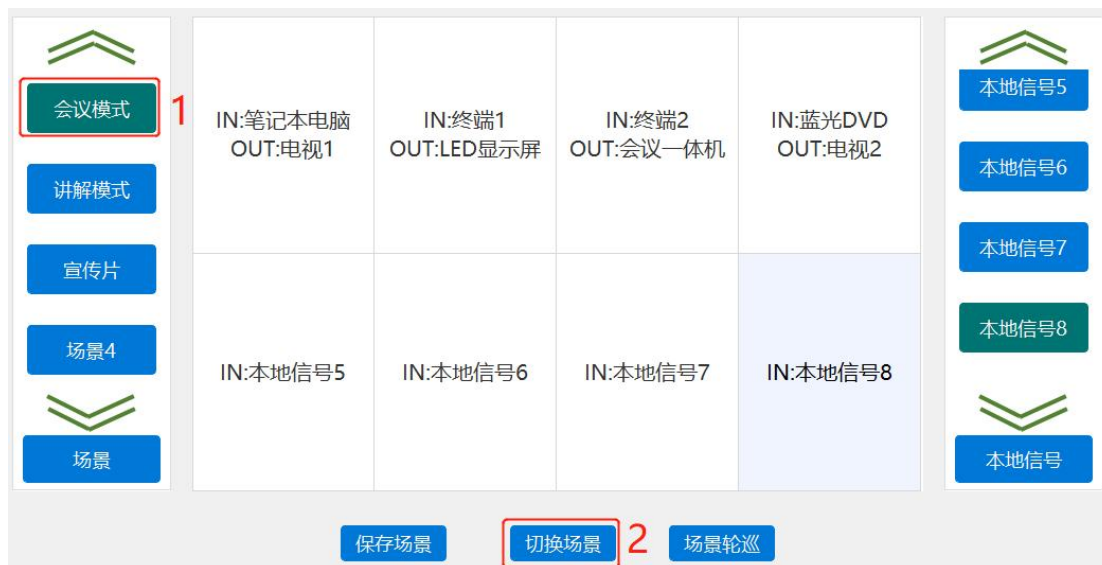 会议模式
1
讲解模式
宣传片
场景4
场景
IN:笔记本电脑
OUT:电视1
IN:终端1
OUT:LED显示屏
IN:终端2
OUT:会议一体机
IN:蓝光DVD
OUT:电视2
IN:本地信号5
IN:本地信号6
IN:本地信号7
IN:本地信号8
本地信号5
本地信号6
本地信号7
本地信号8
本地信号
保存场景
切换场景
2
场景轮巡